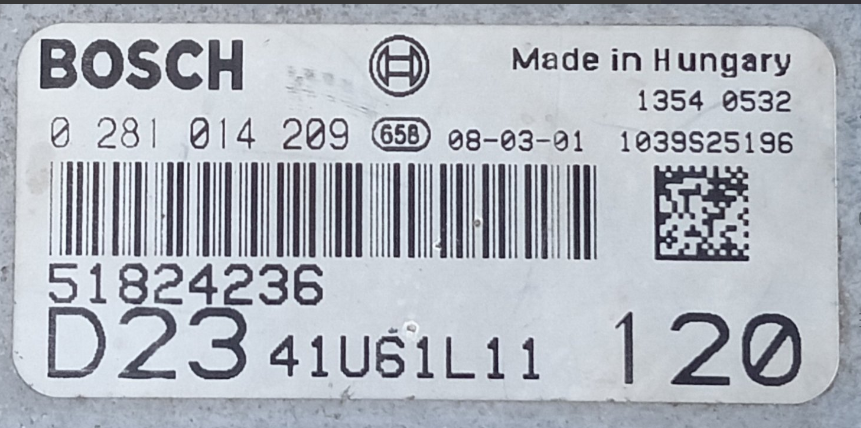 BOSCH Made in Hungary
1354 0532
0 281 014 209 658 08-03-01 1039S25196
51824236
D23 41U61L11 120